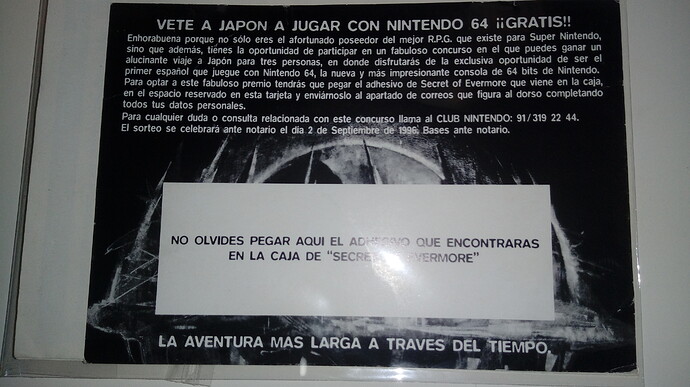 VETE A JAPON A JUGAR CON NINTENDO 64 ¡¡GRATIS!!
Enhorabuena porque no sólo eres el afortunado poseedor del mejor R.P.G. que existe para Super Nintendo,
sino que además, tienes la oportunidad de participar en un fabuloso concurso en el que puedes ganar un
alucinante viaje a Japón para tres personas, en donde disfrutarás de la exclusiva oportunidad de ser el
primer español que juegue con Nintendo 64, la nueva y más impresionante consola de 64 bits de Nintendo.
Para optar a este fabuloso premio tendrás que pegar el adhesivo de Secret of Evermore que viene en la caja,
en el espacio reservado en esta tarjeta y enviárnoslo al apartado de correos que figura al dorso completando
todos tus datos personales.
Para cualquier duda o consulta relacionada con este concurso llama al CLUB NINTENDO: 91/ 319 22 44.
El sorteo se celebrará ante notario el día 2 de Septiembre de 1996. Bases ante notario.
NO OLVIDES PEGAR AQUI EL ADHESIVO QUE ENCONTRARAS
EN LA CAJA DE "SECRET OF EVERMORE"
LA AVENTURA MAS LARGA A TRAVES DEL TIEMPO.